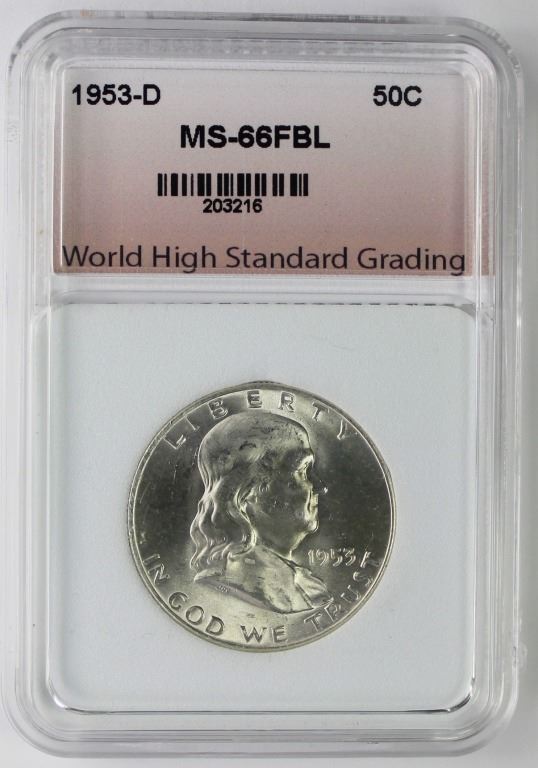 1953-D 50C
MS-66FBL
203216
World High Standard Grading
LIBERTY
1953
IN GOD WE TRUST